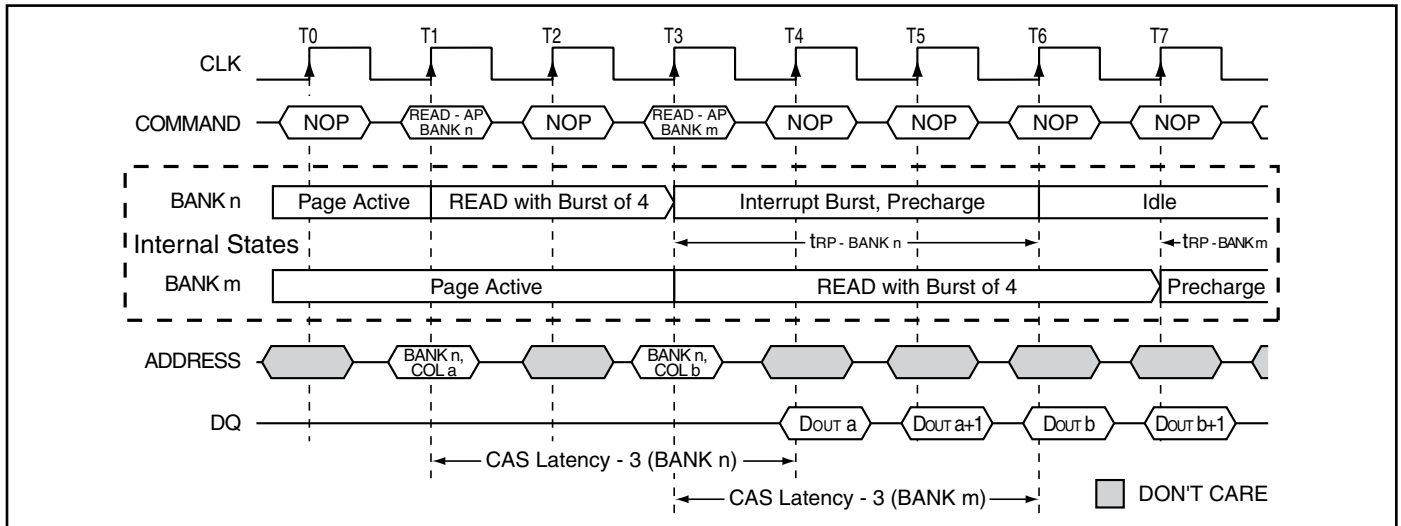 T0 T1 T2 T3 T4 T5 T6 T7
CLK
COMMAND NOP READ - AP BANK n NOP READ - AP BANK m NOP NOP NOP NOP
BANK n Page Active READ with Burst of 4 Interrupt Burst, Precharge Idle
Internal States tRP - BANK n tRP - BANK m
BANK m Page Active READ with Burst of 4 Precharge
ADDRESS BANK n, COL a BANK n, COL b
DQ DOUT a DOUT a+1 DOUT b DOUT b+1
CAS Latency - 3 (BANK n)
CAS Latency - 3 (BANK m)
DON'T CARE